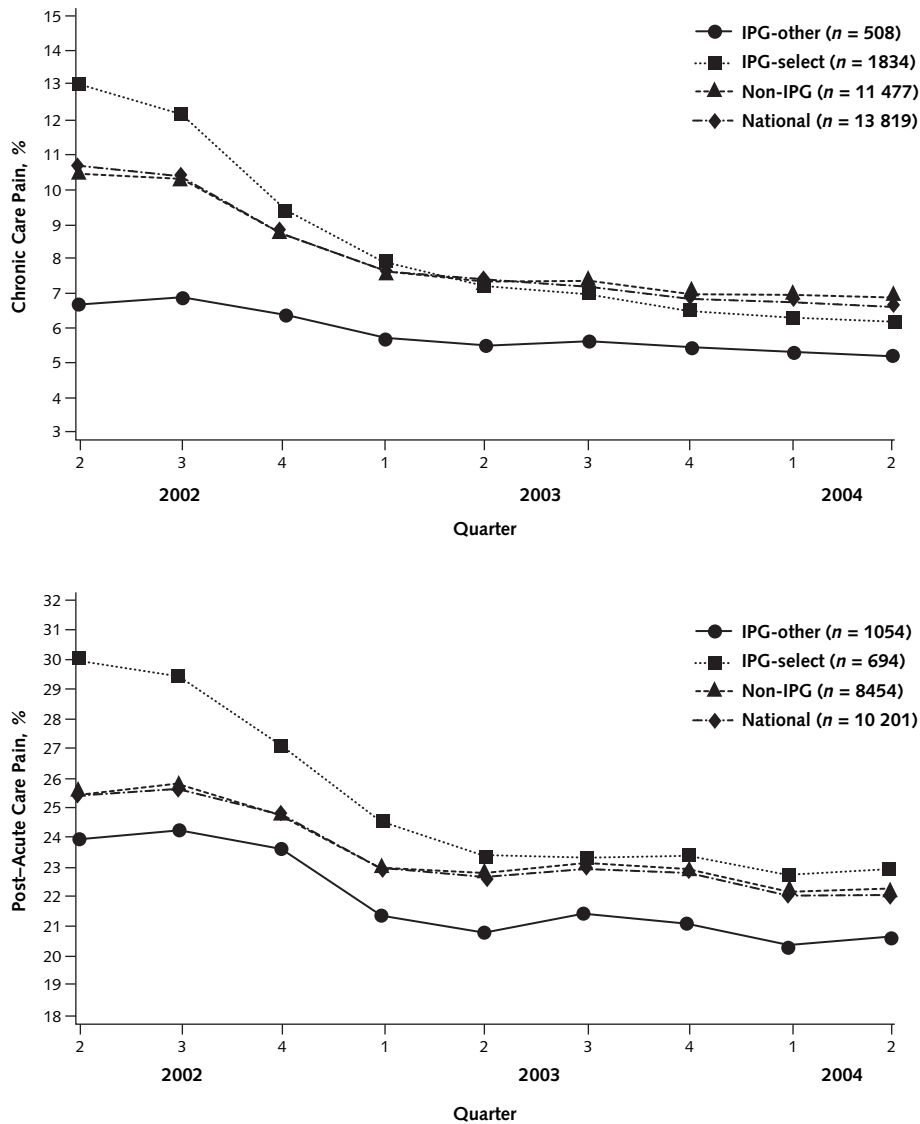 15
14
13
12
11
10
9
8
7
6
5
4
3
Chronic Care Pain, %
IPG-other (n = 508)
IPG-select (n = 1834)
Non-IPG (n = 11 477)
National (n = 13 819)
2 3 4 1 2 3 4 1 2
2002 2003 2004
Quarter
32
31
30
29
28
27
26
25
24
23
22
21
20
19
18
Post–Acute Care Pain, %
IPG-other (n = 1054)
IPG-select (n = 694)
Non-IPG (n = 8454)
National (n = 10 201)
2 3 4 1 2 3 4 1 2
2002 2003 2004
Quarter